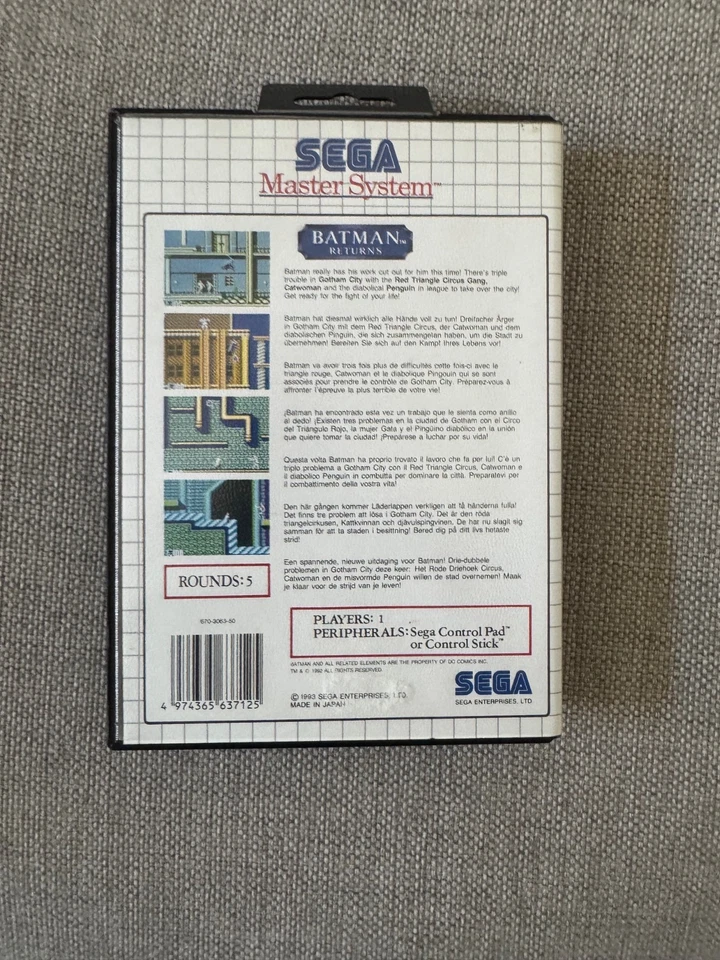 SEGA
Master System™
BATMAN™
RETURNS
Batman really has his work cut out for him this time! There's triple
trouble in Gotham City with the Red Triangle Circus Gang,
Catwoman and the diabolical Penguin in league to take over the city!
Get ready for the fight of your life!
Batman hat diesmal wirklich alle Hände voll zu tun! Dreifacher Ärger
in Gotham City mit dem Red Triangle Circus, der Catwoman und dem
diabolischen Pinguin, die sich zusammengetan haben, um die Stadt zu
übernehmen! Bereiten Sie sich auf den Kampf Ihres Lebens vor!
Batman va avoir trois fois plus de difficultés cette fois-ci avec le
triangle rouge, Catwoman et le diabolique Pingouin qui se sont
associés pour prendre le contrôle de Gotham City. Préparez-vous à
affronter l'épreuve la plus terrible de votre vie!
¡Batman ha encontrado esta vez un trabajo que le sienta como anillo
al dedo! ¡Existen tres problemas en la ciudad de Gotham con el Circo
del Triángulo Rojo, la mujer Gata y el Pingüino diabólico en la unión
que quiere tomar la ciudad! ¡Prepárese a luchar por su vida!
Questa volta Batman ha proprio trovato il lavoro che fa per lui! C'è un
triplo problema a Gotham City con il Red Triangle Circus, Catwoman e
il diabolico Penguin in combutta per dominare la città. Preparatevi per
il combattimento della vostra vita!
Den här gången kommer Läderlappen verkligen att få händerna fulla!
Det finns tre problem att lösa i Gotham City. Det är den röda
triangelcirkusen, Kattkvinnan och djävulspingvinen. De har nu slagit sig
samman för att ta staden i besittning! Bered dig på ditt livs hetaste
strid!
Een spannende, nieuwe uitdaging voor Batman! Drie-dubbele
problemen in Gotham City deze keer: Het Rode Driehoek Circus,
Catwoman en de misvormde Penguin willen de stad overnemen! Maak
je klaar voor de strijd van je leven!
ROUNDS: 5
670-3063-50
4 974365 637125
PLAYERS: 1
PERIPHERALS: Sega Control Pad™
or Control Stick™
BATMAN AND ALL RELATED ELEMENTS ARE THE PROPERTY OF DC COMICS INC.
TM & © 1992 ALL RIGHTS RESERVED.
© 1993 SEGA ENTERPRISES, LTD.
MADE IN JAPAN
SEGA
SEGA ENTERPRISES, LTD.